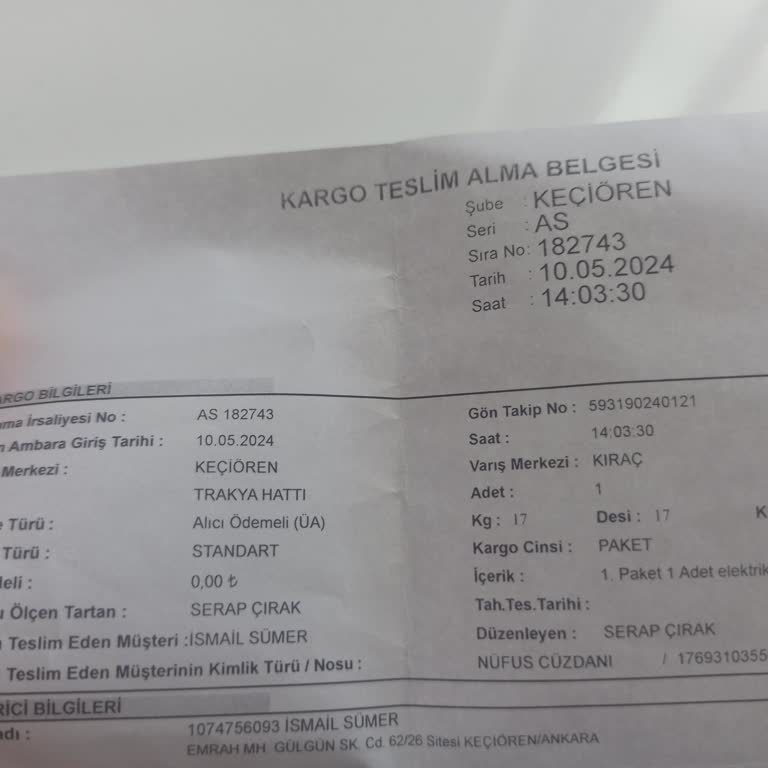 KARGO TESLİM ALMA BELGESİ
Şube : KEÇİÖREN
Seri : AS
Sıra No: 182743
Tarih : 10.05.2024
Saat : 14:03:30
ARGO BİLGİLERİ
ma İrsaliyesi No : AS 182743
Gön Takip No : 593190240121
n Ambara Giriş Tarihi : 10.05.2024
Saat : 14:03:30
Merkezi : KEÇİÖREN
Varış Merkezi : KIRAÇ
TRAKYA HATTI
Adet : 1
e Türü : Alıcı Ödemeli (ÜA)
Kg : 17 Desi : 17 K
Türü : STANDART
Kargo Cinsi : PAKET
deli : 0,00 ₺
İçerik : 1. Paket 1 Adet elektrik
u Ölçen Tartan : SERAP ÇIRAK
Tah.Tes.Tarihi :
Teslim Eden Müşteri :İSMAİL SÜMER
Düzenleyen : SERAP ÇIRAK
Teslim Eden Müşterinin Kimlik Türü / Nosu : NÜFUS CÜZDANI / 1769310355
RİCİ BİLGİLERİ
adı : 1074756093 İSMAİL SÜMER
EMRAH MH. GÜLGÜN SK. Cd. 62/26 Sitesi KEÇİÖREN/ANKARA